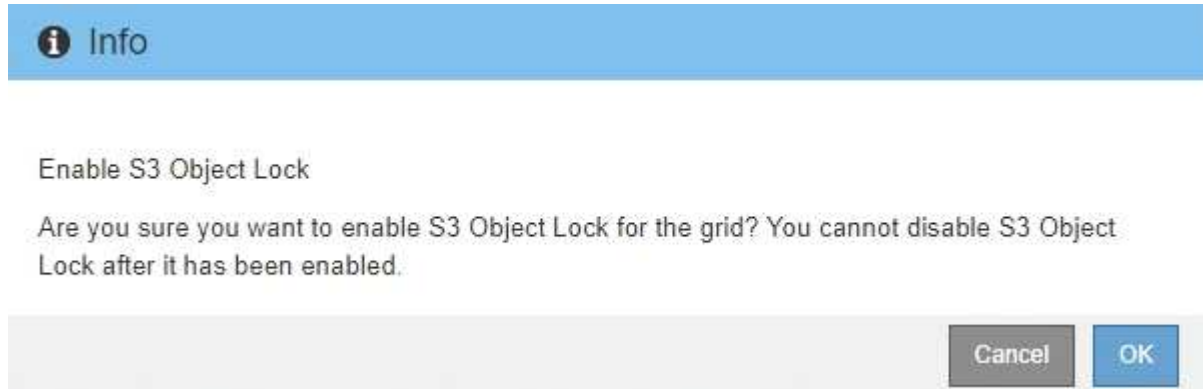 Info
Enable S3 Object Lock
Are you sure you want to enable S3 Object Lock for the grid? You cannot disable S3 Object
Lock after it has been enabled.
Cancel OK